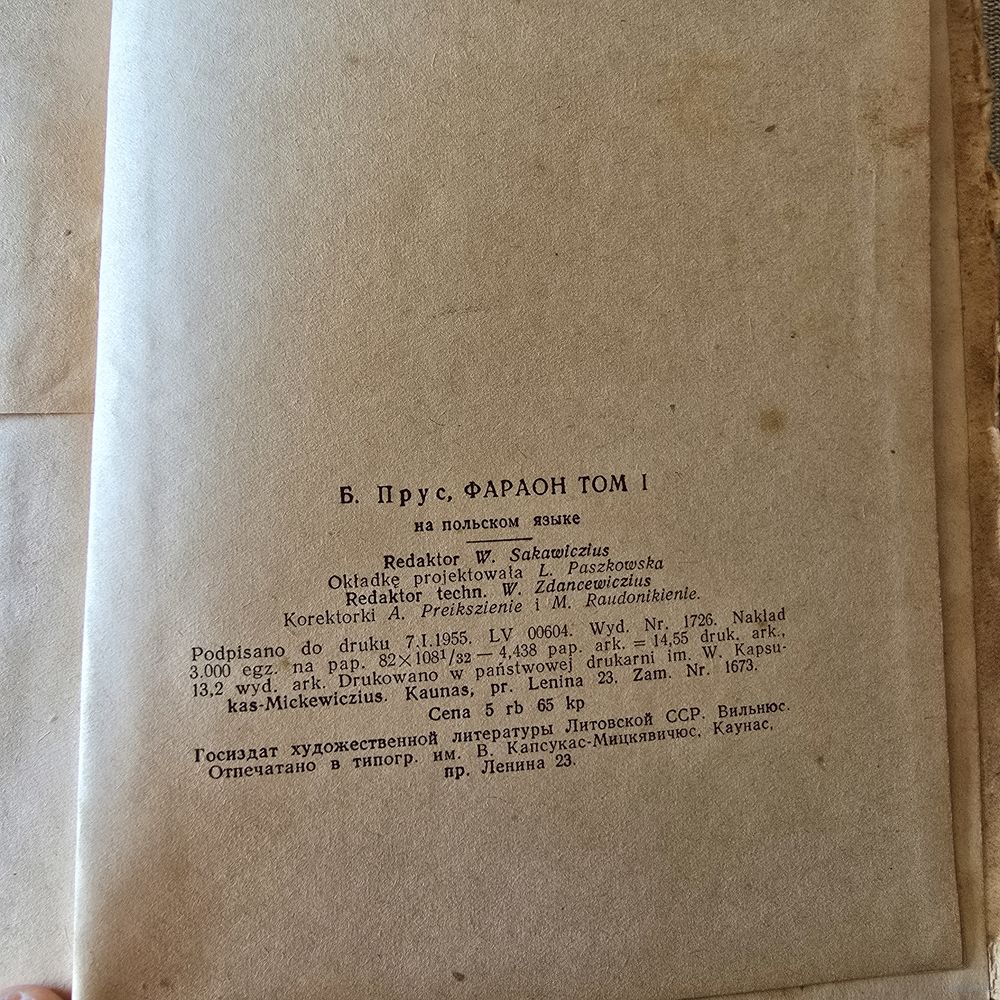 Б. Прус, ФАРАОН ТОМ I
на польском языке
Redaktor W. Sakawiczius
Okładkę projektowała L. Paszkowska
Redaktor techn. W. Zdancewiczius
Korektorki A. Preikszienie i M. Raudonikienie.
Podpisano do druku 7.I.1955. LV 00604. Wyd. Nr. 1726. Nakład
3.000 egz. na pap. 82×108¹/₃₂ — 4,438 pap. ark. = 14,55 druk. ark.,
13,2 wyd. ark. Drukowano w państwowej drukarni im. W. Kapsu-
kas-Mickewiczius. Kaunas, pr. Lenina 23. Zam. Nr. 1673.
Cena 5 rb 65 kp
Госиздат художественной литературы Литовской ССР. Вильнюс.
Отпечатано в типогр. им. В. Капсукас-Мицкявичюс, Каунас,
пр. Ленина 23.